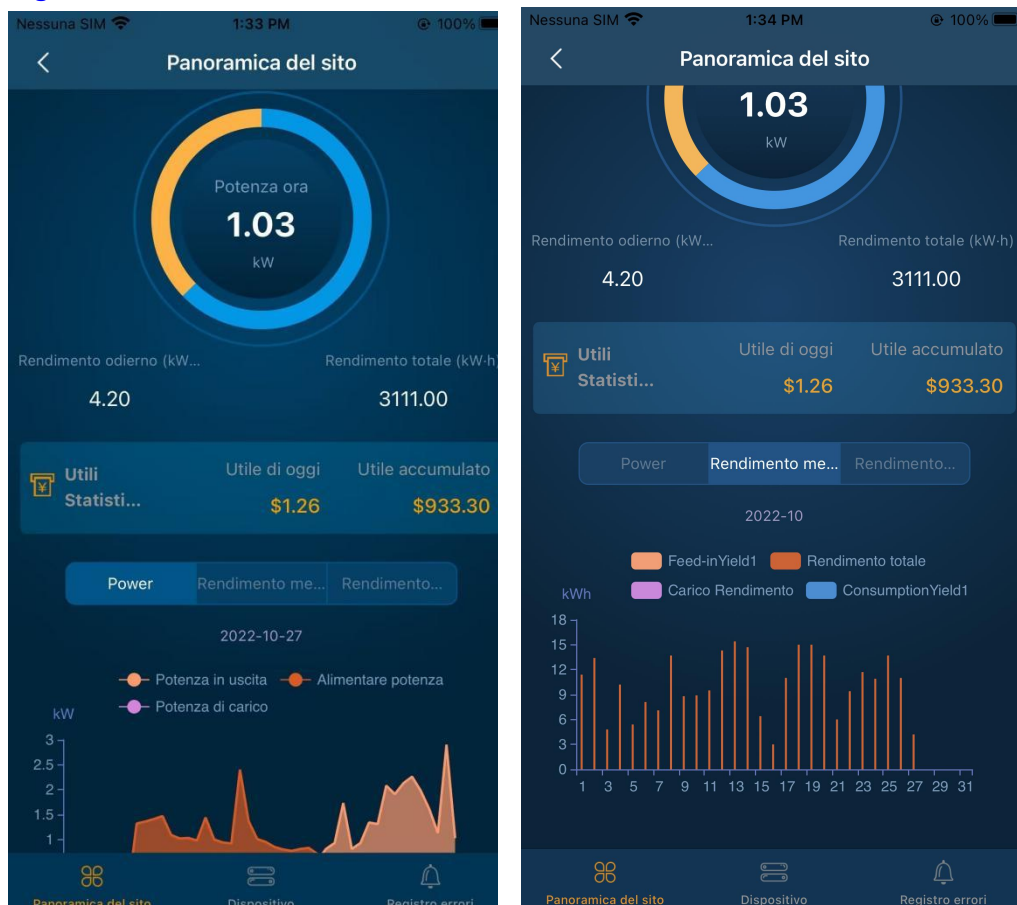 Nessuna SIM 1:33 PM 100%
Panoramica del sito
Potenza ora
1.03
kW
Rendimento odierno (kW... Rendimento totale (kW·h)
4.20 3111.00
Utili Statisti... Utile di oggi Utile accumulato
$1.26 $933.30
Power Rendimento me... Rendimento...
2022-10-27
Potenza in uscita Alimentare potenza
Potenza di carico
kW
3
2.5
2
1.5
1
Panoramica del sito Dispositivo Registro errori
Nessuna SIM 1:34 PM 100%
Panoramica del sito
1.03
kW
Rendimento odierno (kW... Rendimento totale (kW·h)
4.20 3111.00
Utili Statisti... Utile di oggi Utile accumulato
$1.26 $933.30
Power Rendimento me... Rendimento...
2022-10
Feed-inYield1 Rendimento totale
kWh Carico Rendimento ConsumptionYield1
18
15
12
9
6
3
0
1 3 5 7 9 11 13 15 17 19 21 23 25 27 29 31
Panoramica del sito Dispositivo Registro errori